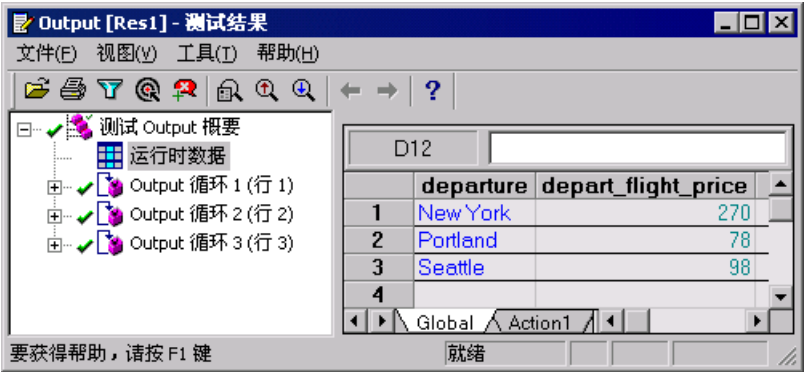 Output [Res1] - 测试结果
文件(F) 视图(V) 工具(T) 帮助(H)
?
测试 Output 概要
运行时数据
Output 循环 1 (行 1)
Output 循环 2 (行 2)
Output 循环 3 (行 3)
D12
departure depart_flight_price
1 New York 270
2 Portland 78
3 Seattle 98
4
Global Action1
要获得帮助，请按 F1 键 就绪